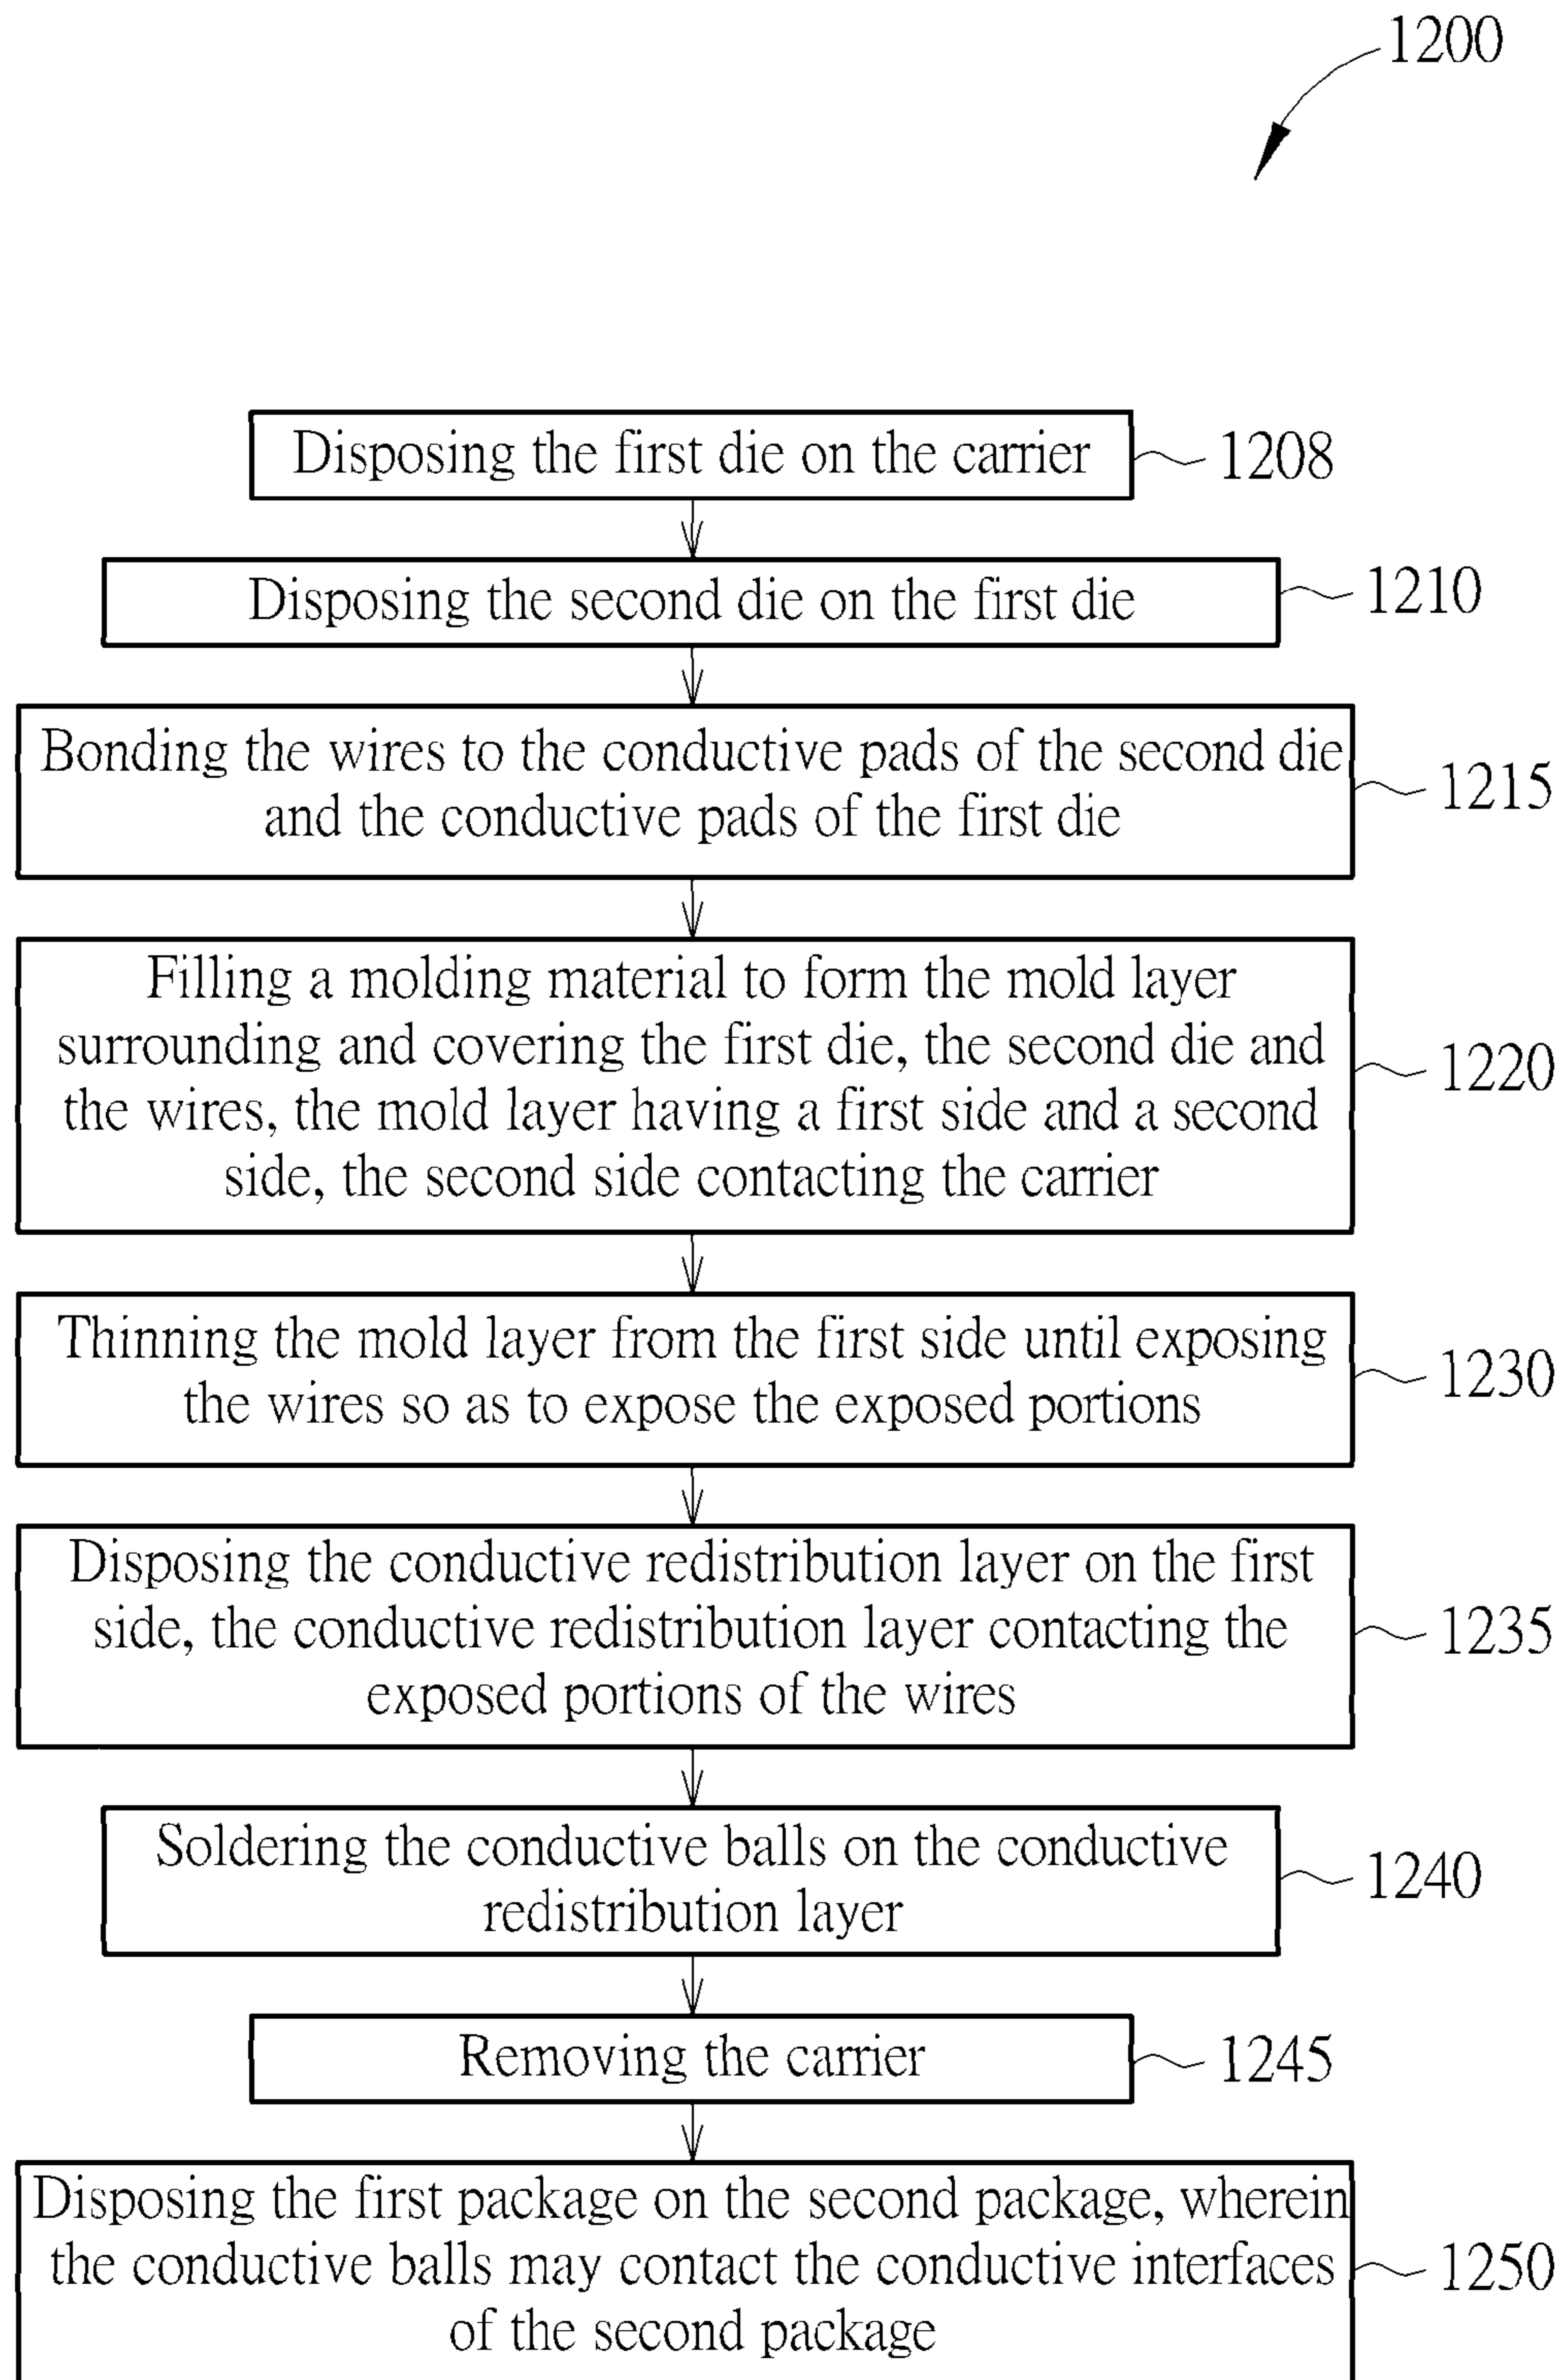 1200
Disposing the first die on the carrier
1208
Disposing the second die on the first die
1210
Bonding the wires to the conductive pads of the second die
and the conductive pads of the first die
1215
Filling a molding material to form the mold layer
surrounding and covering the first die, the second die and
the wires, the mold layer having a first side and a second
side, the second side contacting the carrier
1220
Thinning the mold layer from the first side until exposing
the wires so as to expose the exposed portions
1230
Disposing the conductive redistribution layer on the first
side, the conductive redistribution layer contacting the
exposed portions of the wires
1235
Soldering the conductive balls on the conductive
redistribution layer
1240
Removing the carrier
1245
Disposing the first package on the second package, wherein
the conductive balls may contact the conductive interfaces
of the second package
1250